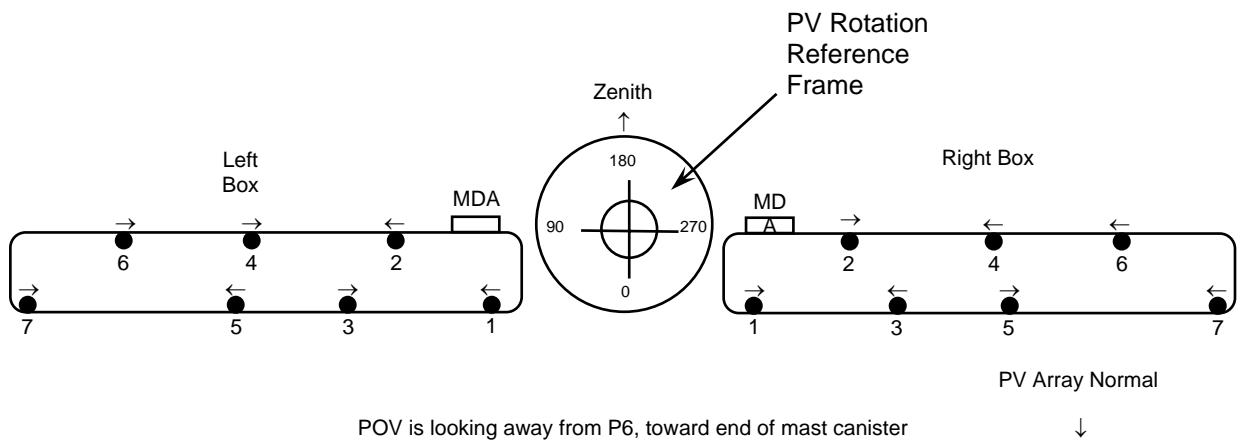 PV Rotation
Reference
Frame
Zenith
↑
180
90
270
0
Left
Box
MDA
→ → ←
6 4 2
→ ← → ←
7 5 3 1
Right Box
MD
A
→ ← ←
2 4 6
→ ← → ←
1 3 5 7
PV Array Normal
↓
POV is looking away from P6, toward end of mast canister